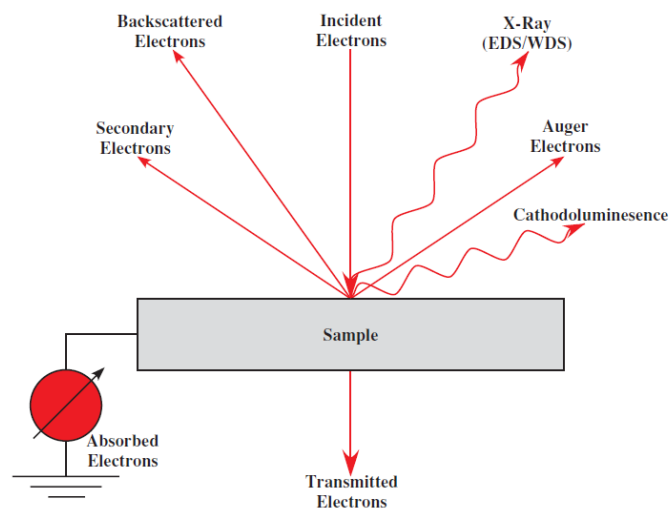 Backscattered
Electrons
Incident
Electrons
X-Ray
(EDS/WDS)
Secondary
Electrons
Auger
Electrons
Cathodoluminesence
Sample
Absorbed
Electrons
Transmitted
Electrons